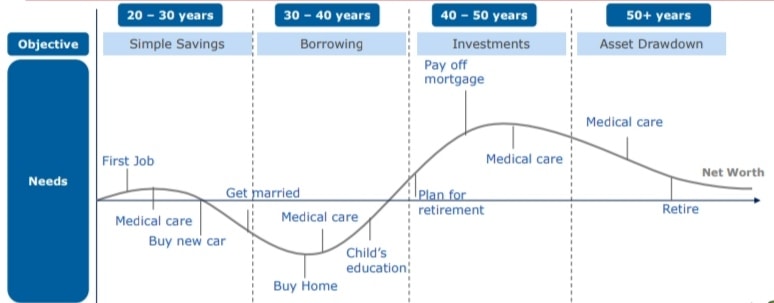 20 – 30 years
30 – 40 years
40 – 50 years
50+ years
Objective
Simple Savings
Borrowing
Investments
Asset Drawdown
Needs
First Job
Medical care
Buy new car
Get married
Medical care
Buy Home
Child's
education
Pay off
mortgage
Plan for
retirement
Medical care
Medical care
Retire
Net Worth